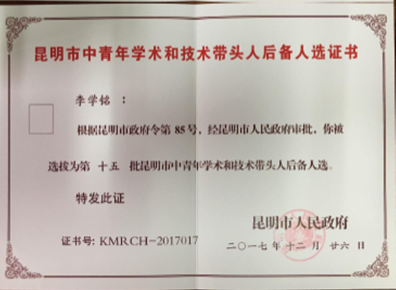 昆明市中青年学术和技术带头人后备人选证书
李学铭：
根据昆明市政府令第85号，经昆明市人民政府审批，你被
选拔为第 十五 批昆明市中青年学术和技术带头人后备人选。
特发此证
昆明市人民政府
证书号：KMRCH-2017017
二〇一七年 十二月 廿六日